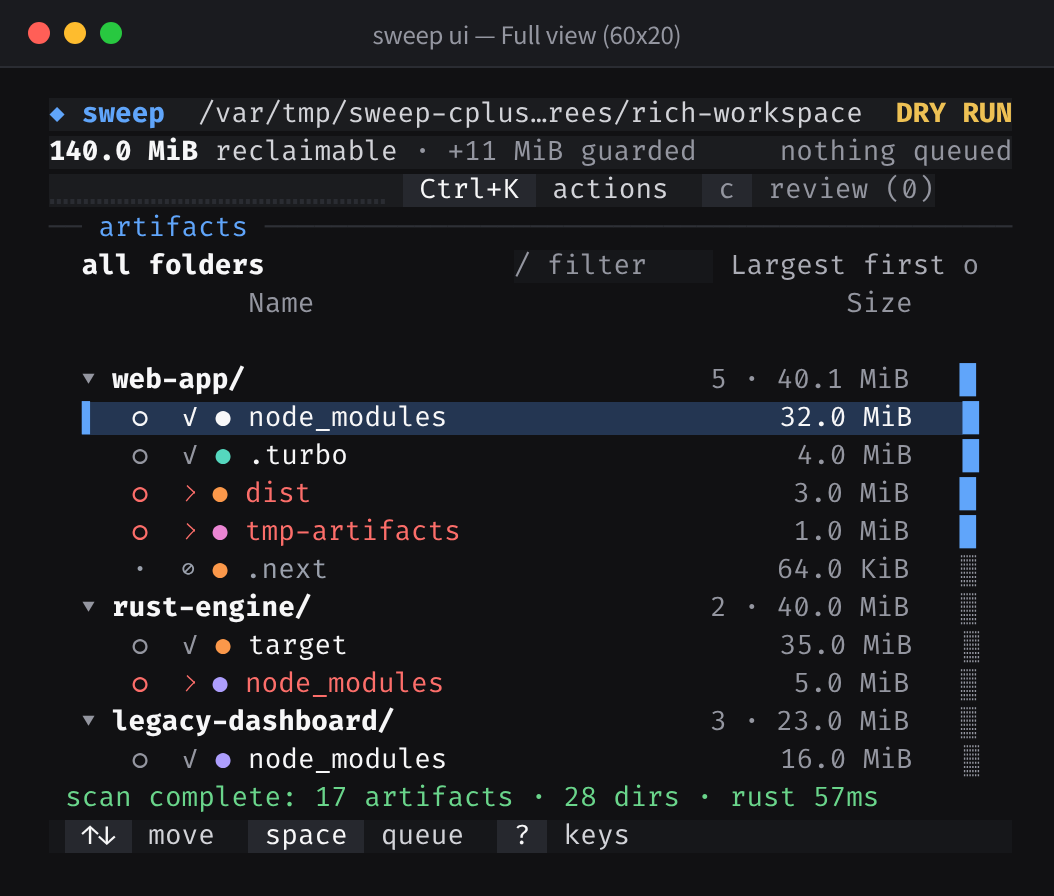 sweep ui — Full view (60x20)
◆ sweep /var/tmp/sweep-cplus…rees/rich-workspace DRY RUN
140.0 MiB reclaimable · +11 MiB guarded nothing queued
Ctrl+K actions c review (0)
artifacts
all folders / filter Largest first o
Name Size
▾ web-app/ 5 · 40.1 MiB
○ √ ● node_modules 32.0 MiB
○ √ ● .turbo 4.0 MiB
○ > ● dist 3.0 MiB
○ > ● tmp-artifacts 1.0 MiB
· ⊘ ● .next 64.0 KiB
▾ rust-engine/ 2 · 40.0 MiB
○ √ ● target 35.0 MiB
○ > ● node_modules 5.0 MiB
▾ legacy-dashboard/ 3 · 23.0 MiB
○ √ ● node_modules 16.0 MiB
scan complete: 17 artifacts · 28 dirs · rust 57ms
↑↓ move space queue ? keys